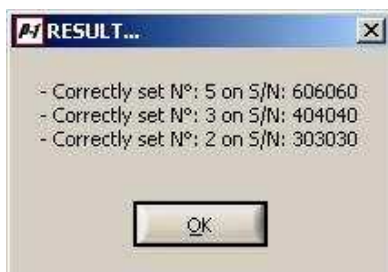 RESULT...
- Correctly set N°: 5 on S/N: 606060
- Correctly set N°: 3 on S/N: 404040
- Correctly set N°: 2 on S/N: 303030
OK